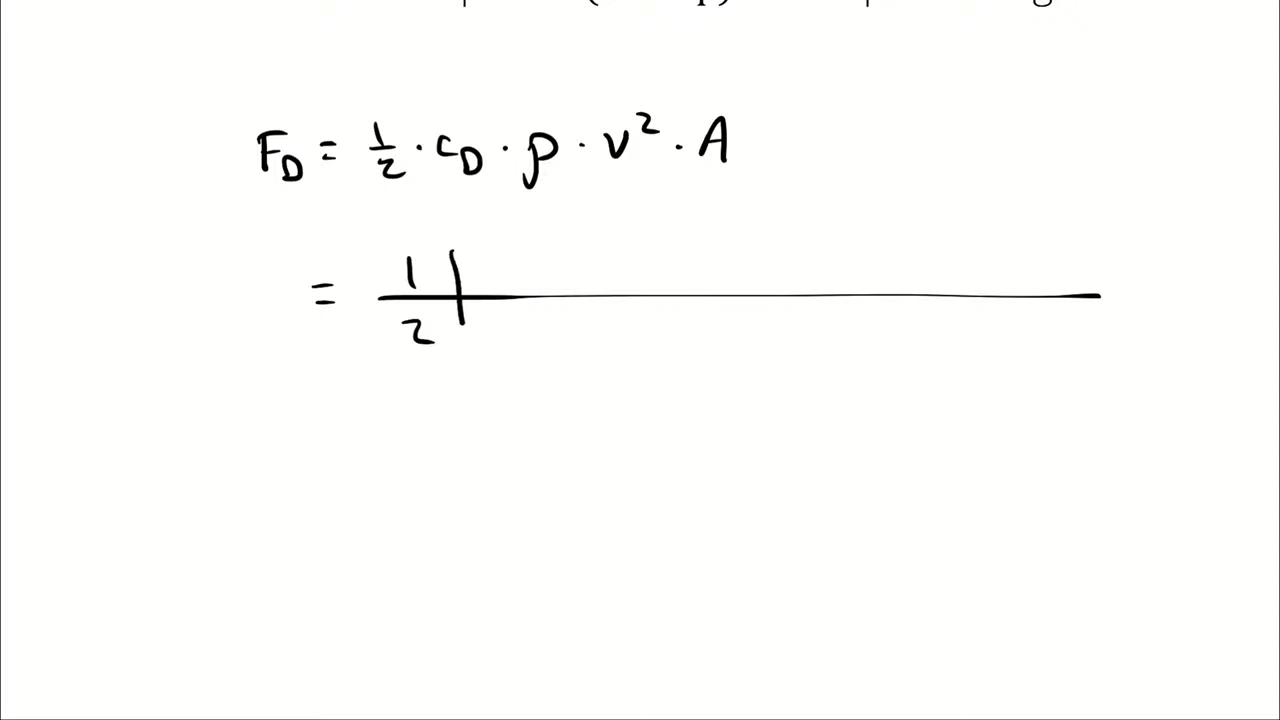 F_D = 1/2 · c_D · ρ · v² · A
= 1/2